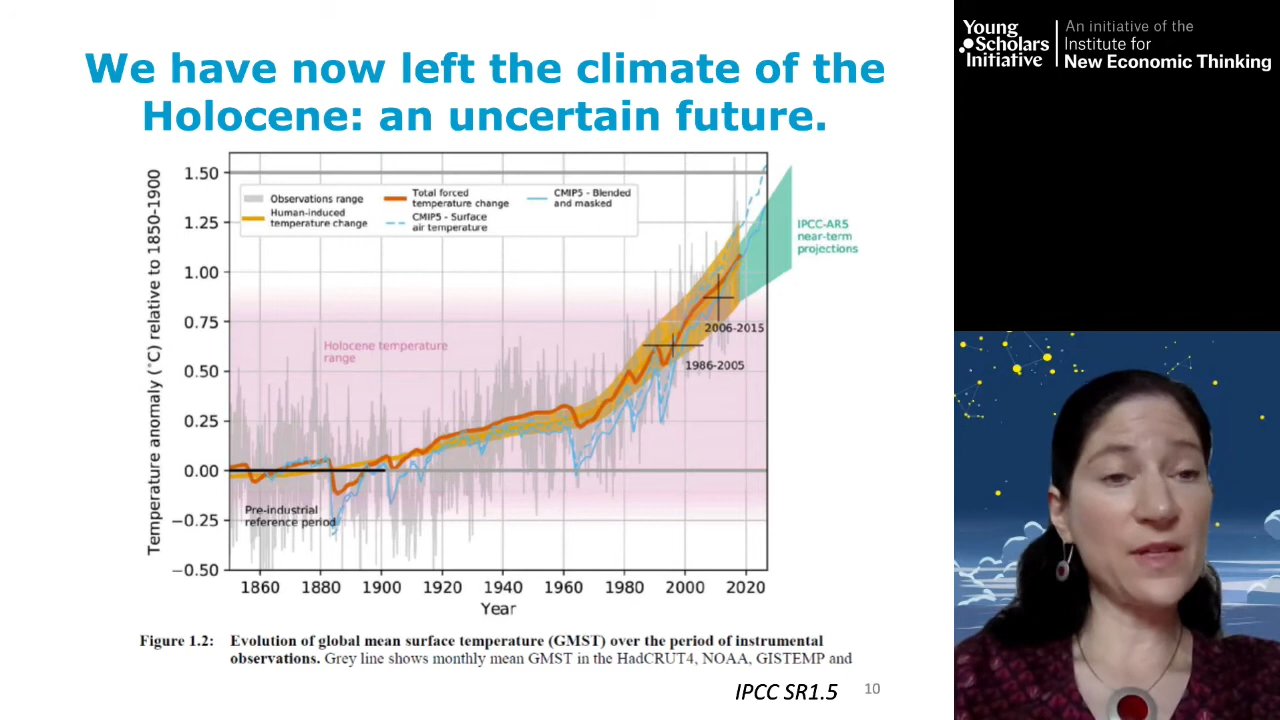 We have now left the climate of the
Holocene: an uncertain future.
Young
Scholars
Initiative
An initiative of the
Institute for
New Economic Thinking
Temperature anomaly (°C) relative to 1850-1900
1.50
1.25
1.00
0.75
0.50
0.25
0.00
−0.25
−0.50
Observations range
Human-induced
temperature change
Total forced
temperature change
CMIP5 - Surface
air temperature
CMIP5 - Blended
and masked
IPCC-AR5
near-term
projections
Holocene temperature
range
2006-2015
1986-2005
Pre-industrial
reference period
1860 1880 1900 1920 1940 1960 1980 2000 2020
Year
Figure 1.2: Evolution of global mean surface temperature (GMST) over the period of instrumental
observations. Grey line shows monthly mean GMST in the HadCRUT4, NOAA, GISTEMP and
IPCC SR1.5
10